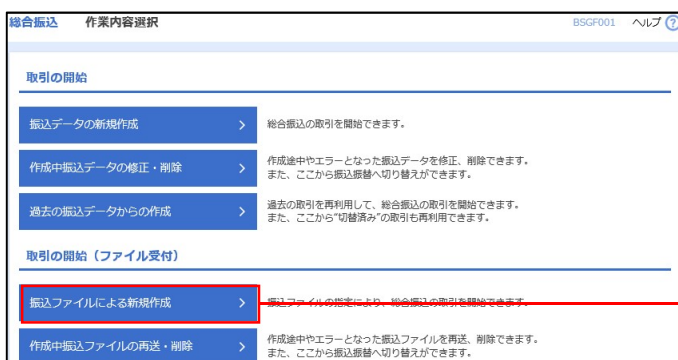 総合振込 作業内容選択 BSGF001 ヘルプ ?
取引の開始
振込データの新規作成 > 総合振込の取引を開始できます。
作成中振込データの修正・削除 > 作成途中やエラーとなった振込データを修正、削除できます。
また、ここから振込振替へ切り替えができます。
過去の振込データからの作成 > 過去の取引を再利用して、総合振込の取引を開始できます。
また、ここから“切替済み”の取引も再利用できます。
取引の開始（ファイル受付）
振込ファイルによる新規作成 > 振込ファイルの指定により、総合振込の取引を開始できます。
作成中振込ファイルの再送・削除 > 作成途中やエラーとなった振込ファイルを再送、削除できます。
また、ここから振込振替へ切り替えができます。